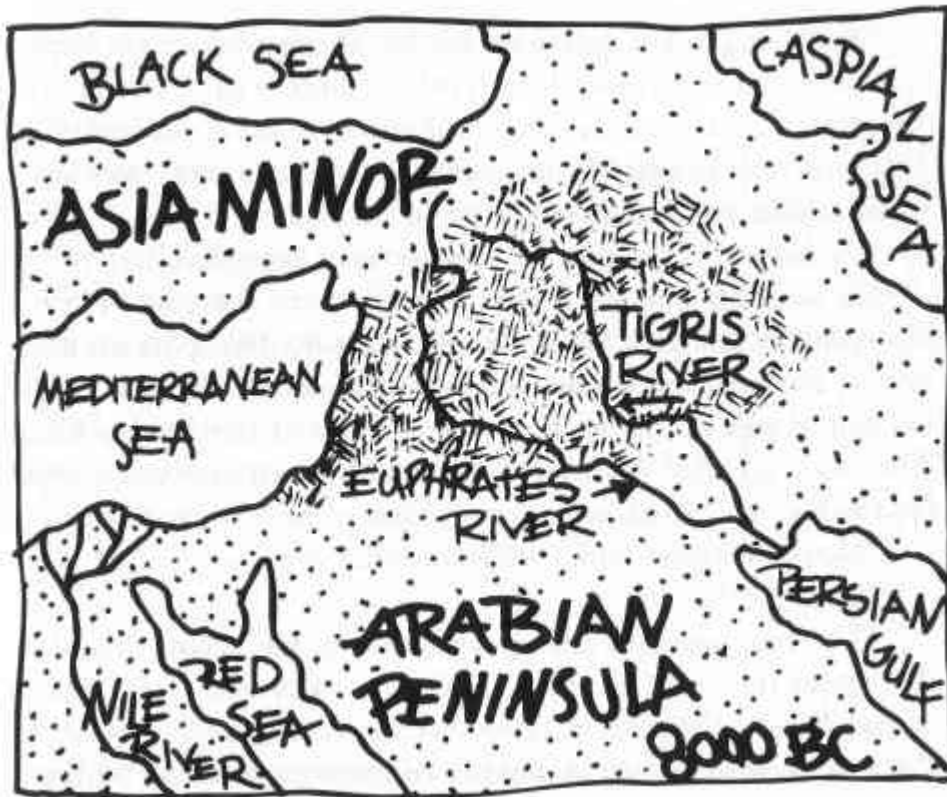 BLACK SEA
CASPIAN SEA
ASIA MINOR
TIGRIS
RIVER
MEDITERRANEAN
SEA
EUPHRATES
RIVER
PERSIAN
GULF
ARABIAN
PENINSULA
RED
SEA
NILE
RIVER
8000 BC